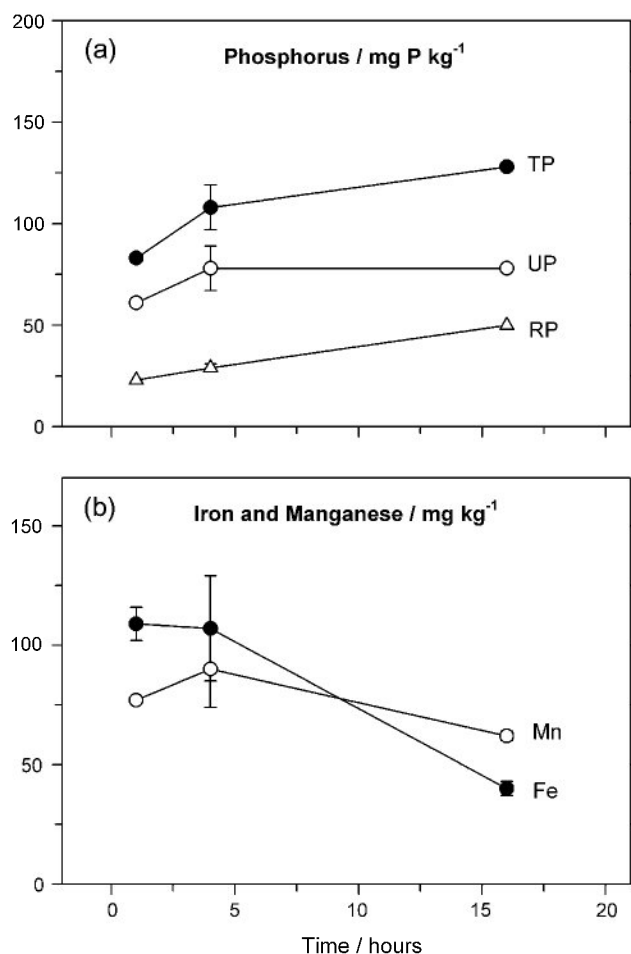 200
(a)
Phosphorus / mg P kg⁻¹
150
TP
100
UP
50
RP
0
(b)
Iron and Manganese / mg kg⁻¹
150
100
Mn
50
Fe
0
0 5 10 15 20
Time / hours